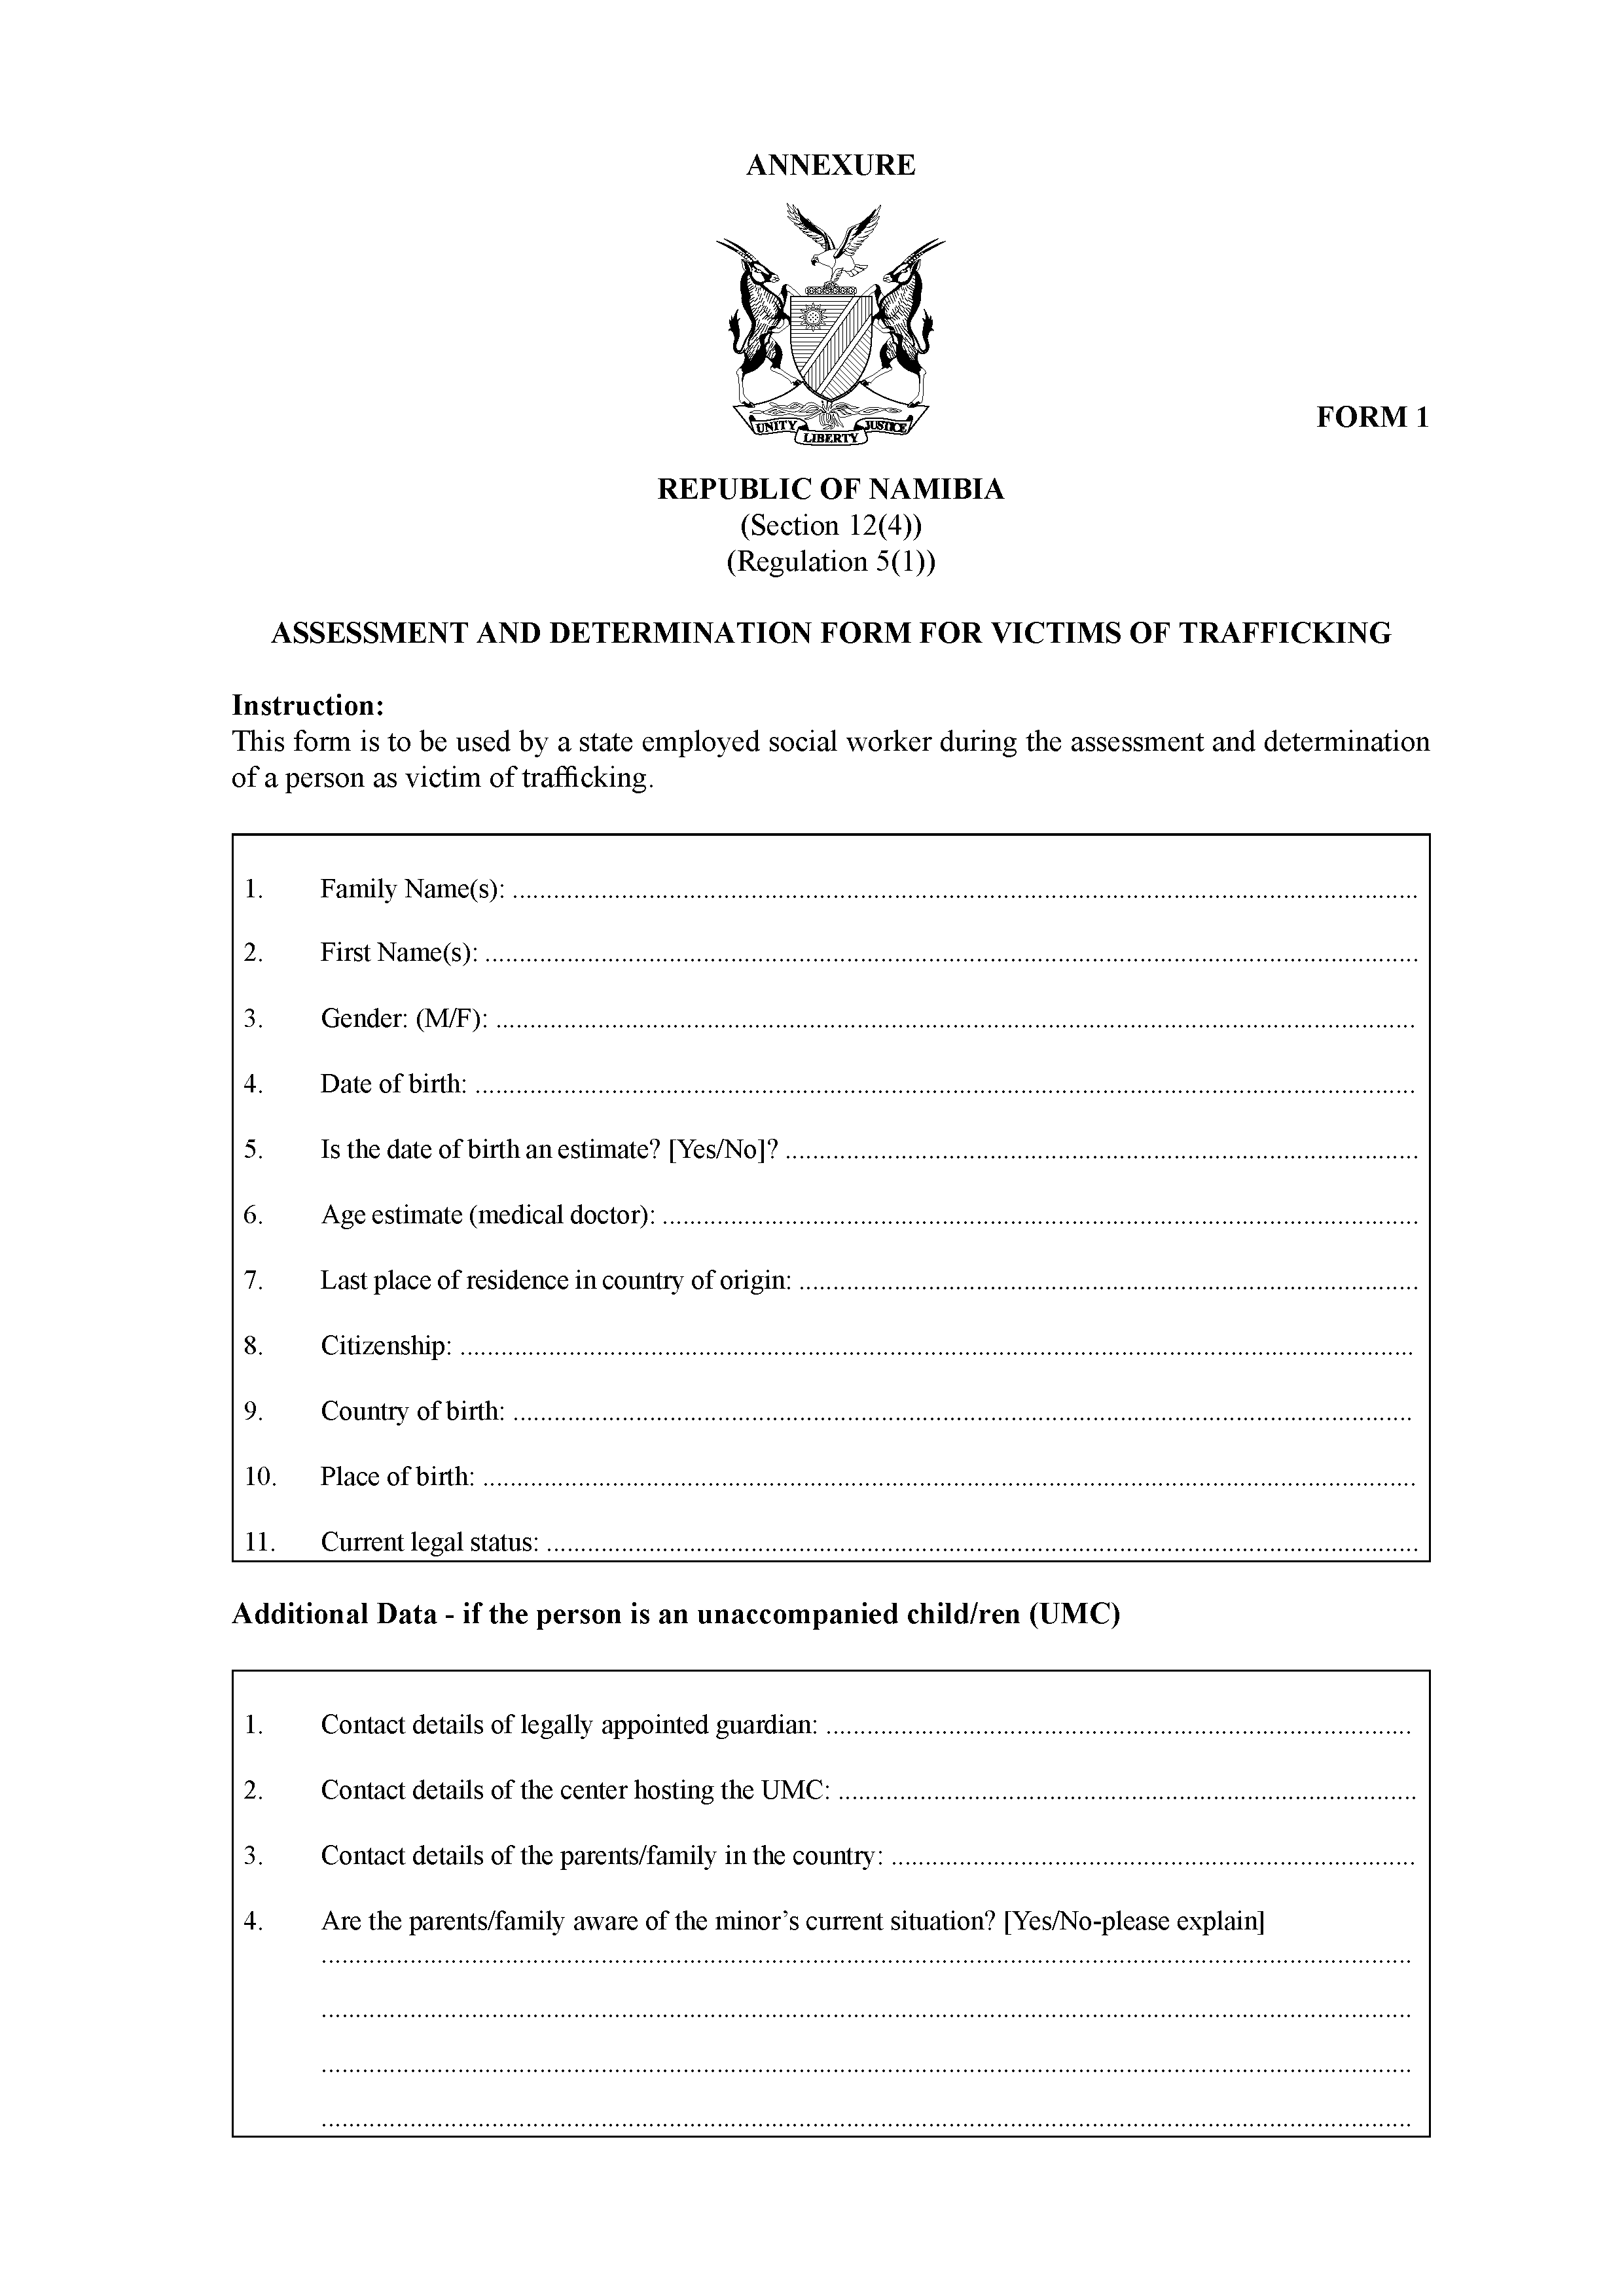 ANNEXURE
UNITY LIBERTY JUSTICE
FORM 1
REPUBLIC OF NAMIBIA
(Section 12(4))
(Regulation 5(1))
ASSESSMENT AND DETERMINATION FORM FOR VICTIMS OF TRAFFICKING
Instruction:
This form is to be used by a state employed social worker during the assessment and determination
of a person as victim of trafficking.
1. Family Name(s): ....................
2. First Name(s): ....................
3. Gender: (M/F): ....................
4. Date of birth: ....................
5. Is the date of birth an estimate? [Yes/No]? ....................
6. Age estimate (medical doctor): ....................
7. Last place of residence in country of origin: ....................
8. Citizenship: ....................
9. Country of birth: ....................
10. Place of birth: ....................
11. Current legal status: ....................
Additional Data - if the person is an unaccompanied child/ren (UMC)
1. Contact details of legally appointed guardian: ....................
2. Contact details of the center hosting the UMC: ....................
3. Contact details of the parents/family in the country: ....................
4. Are the parents/family aware of the minor’s current situation? [Yes/No-please explain]
....................
....................
....................
....................